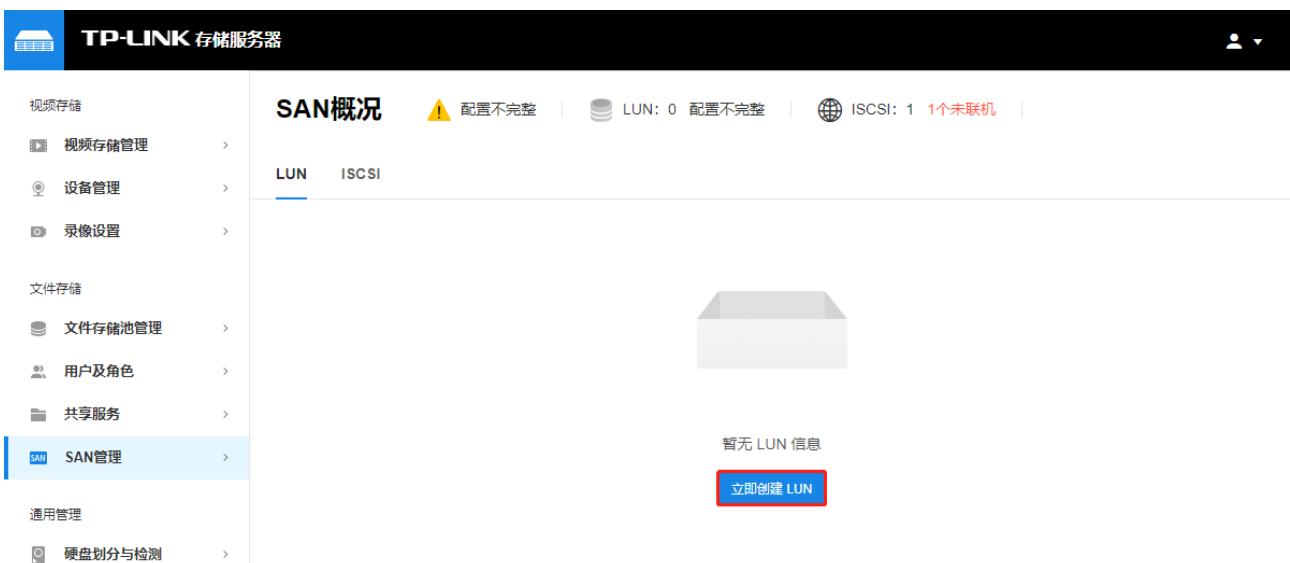 TP-LINK 存储服务器
视频存储
视频存储管理
设备管理
录像设置
文件存储
文件存储池管理
用户及角色
共享服务
SAN SAN管理
通用管理
硬盘划分与检测
SAN概况 配置不完整 LUN: 0 配置不完整 ISCSI: 1 1个未联机
LUN ISCSI
暂无 LUN 信息
立即创建 LUN